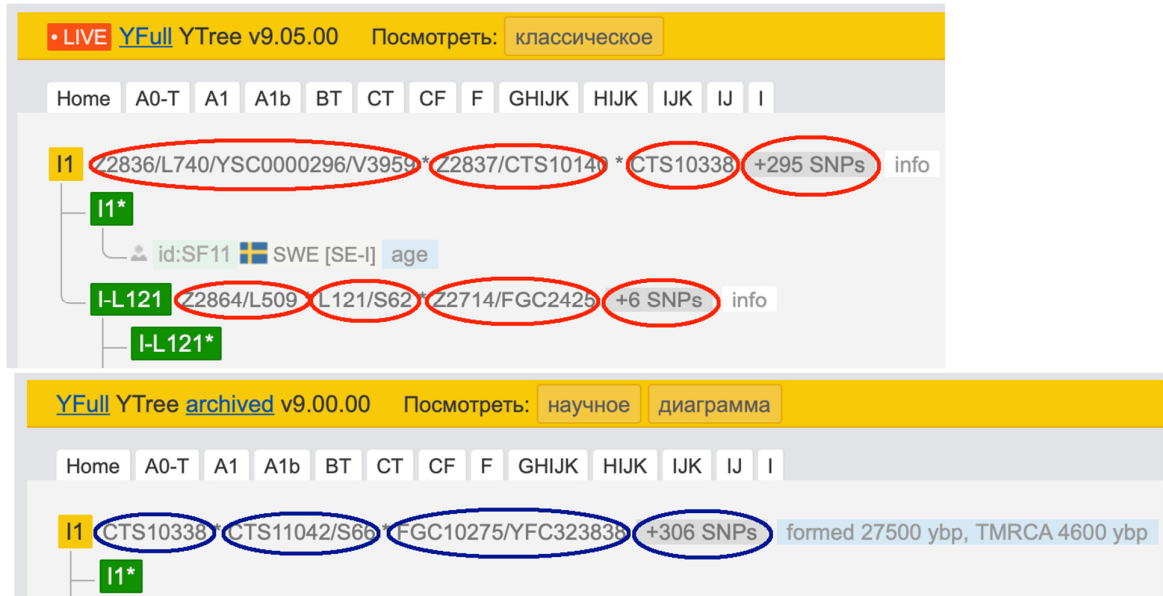 • LIVE YFull YTree v9.05.00 Посмотреть: классическое
Home A0-T A1 A1b BT CT CF F GHIJK HIJK IJK IJ I
I1 Z2836/L740/YSC0000296/V3959 * Z2837/CTS10140 * CTS10338 +295 SNPs info
I1*
id:SF11 SWE [SE-I] age
I-L121 Z2864/L509 * L121/S62 * Z2714/FGC2425 +6 SNPs info
I-L121*
YFull YTree archived v9.00.00 Посмотреть: научное диаграмма
Home A0-T A1 A1b BT CT CF F GHIJK HIJK IJK IJ I
I1 CTS10338 * CTS11042/S66 * FGC10275/YFC323838 +306 SNPs formed 27500 ybp, TMRCA 4600 ybp
I1*